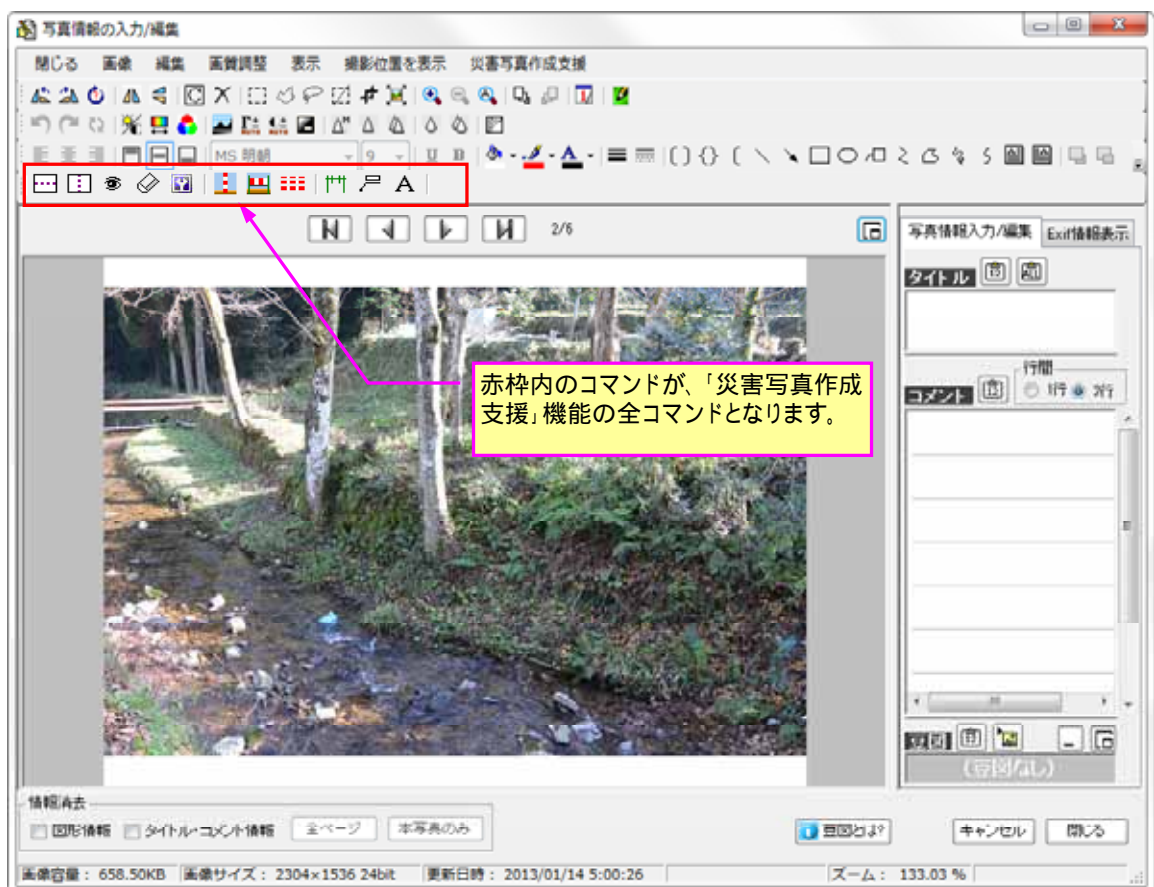 写真情報の入力/編集
閉じる 画像 編集 画質調整 表示 撮影位置を表示 災害写真作成支援
MS 明朝 9 U B A
A
2/6
写真情報入力/編集 Exif情報表示
タイトル
行間
コメント 1行 2行
赤枠内のコマンドが、「災害写真作成
支援」機能の全コマンドとなります。
豆図
(豆図なし)
情報消去
図形情報 タイトル・コメント情報 全ページ 本写真のみ 豆図とは? キャンセル 閉じる
画像容量: 658.50KB 画像サイズ: 2304×1536 24bit 更新日時: 2013/01/14 5:00:26 ズーム: 133.03 %